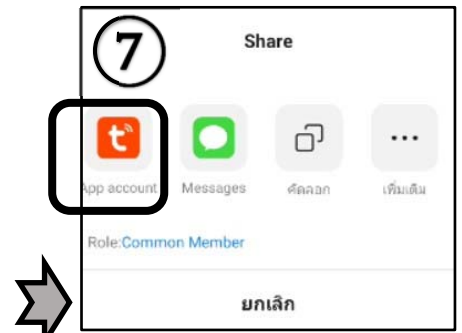 7
Share
App account
Messages
คัดลอก
เพิ่มเติม
Role:Common Member
ยกเลิก